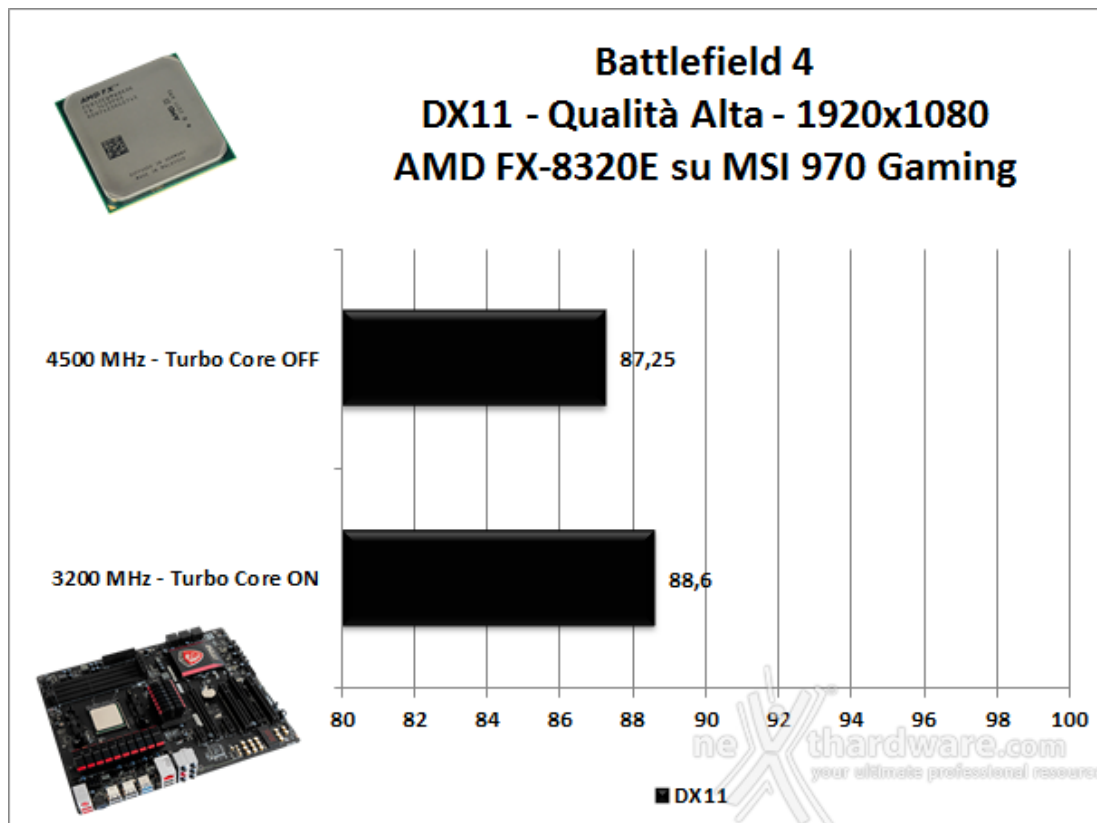 Battlefield 4
DX11 - Qualità Alta - 1920x1080
AMD FX-8320E su MSI 970 Gaming
AMD FX™
4500 MHz - Turbo Core OFF
87,25
3200 MHz - Turbo Core ON
88,6
80 82 84 86 88 90 92 94 96 98 100
nexthardware.com
your ultimate professional resource
DX11